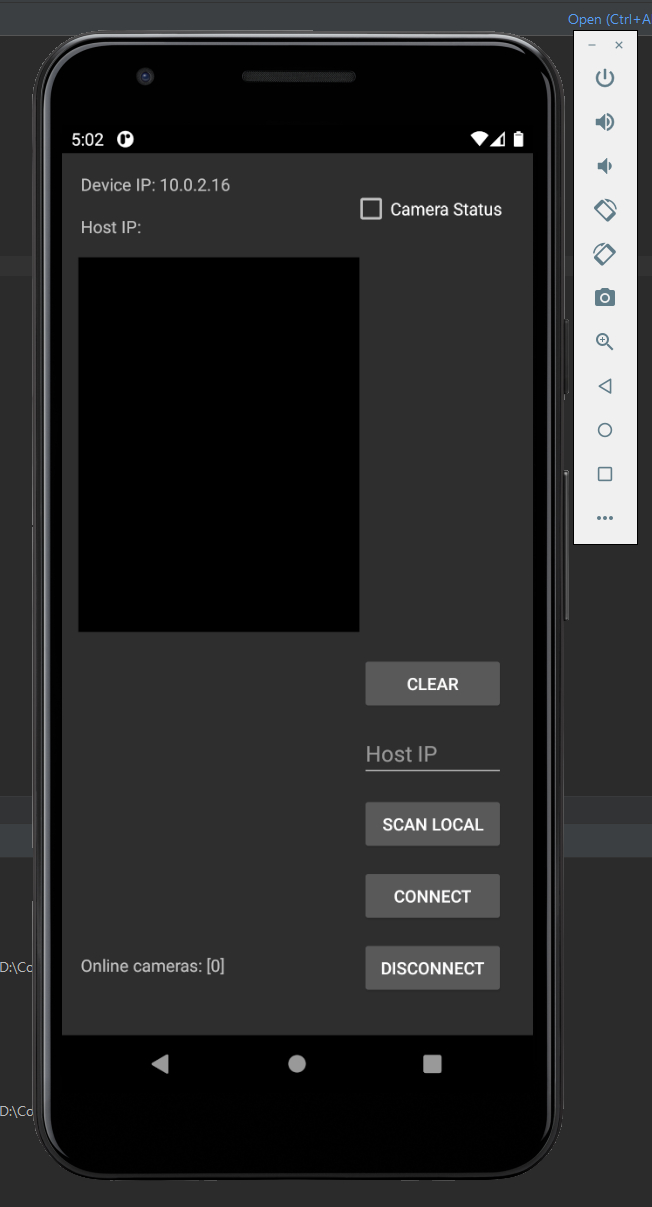 Open (Ctrl+A
5:02
Device IP: 10.0.2.16
Camera Status
Host IP:
CLEAR
Host IP
SCAN LOCAL
CONNECT
Online cameras: [0]
DISCONNECT
D:\Co
D:\Co